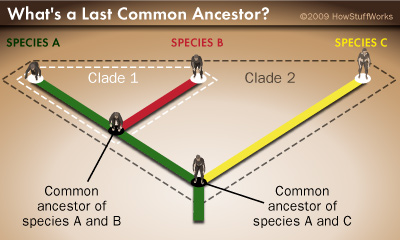 What's a Last Common Ancestor?
©2009 HowStuffWorks
SPECIES A
SPECIES B
SPECIES C
Clade 1
Clade 2
Common
ancestor of
species A and B
Common
ancestor of
species A and C